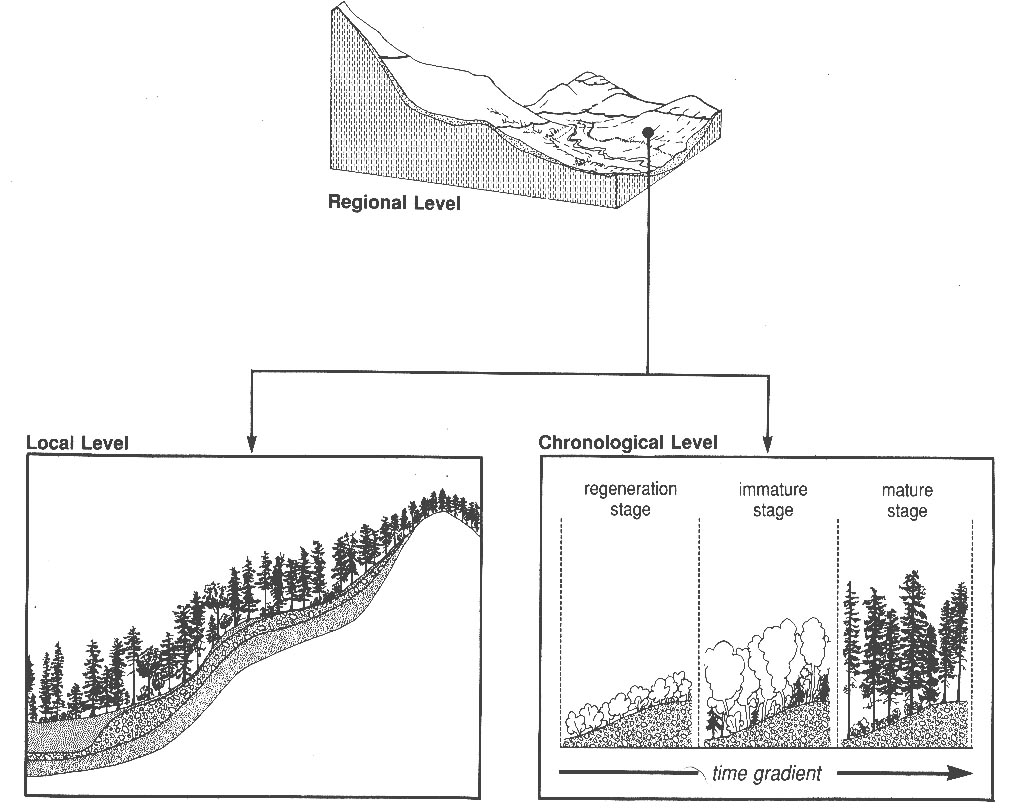 Regional Level
Local Level
Chronological Level
regeneration
stage
immature
stage
mature
stage
time gradient